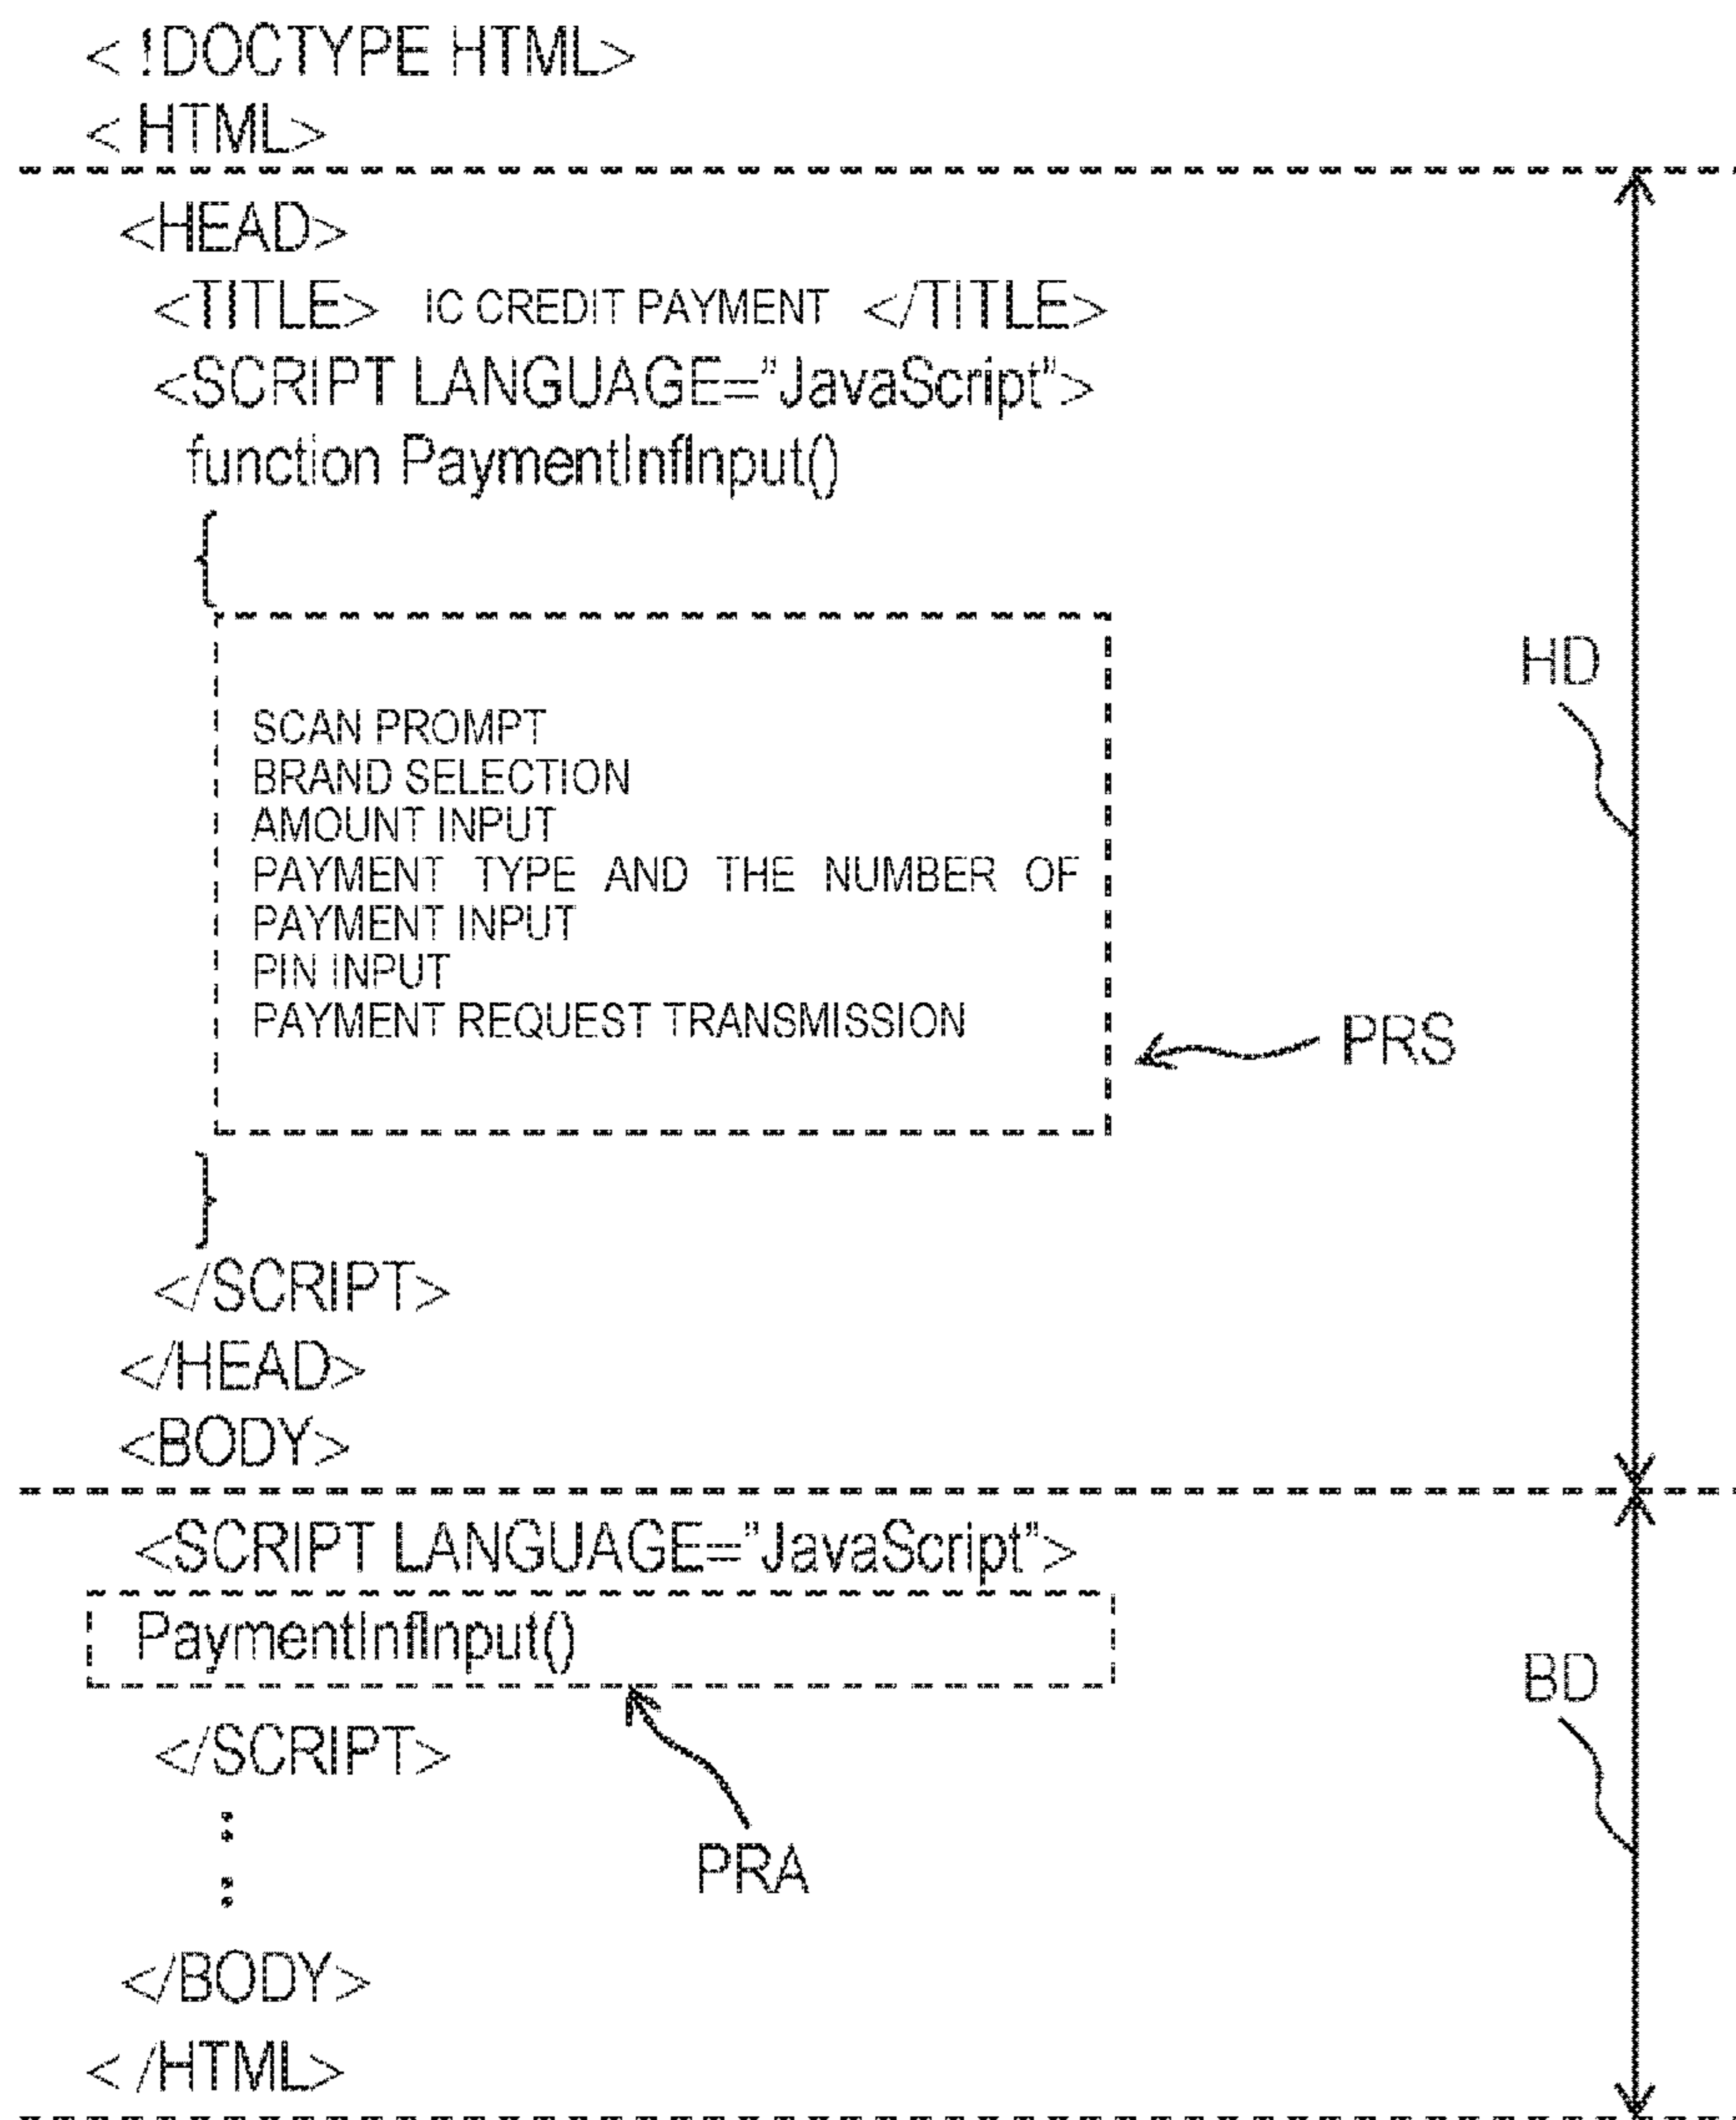 < !DOCTYPE HTML>
< HTML>
<HEAD>
<TITLE> IC CREDIT PAYMENT </TITLE>
<SCRIPT LANGUAGE="JavaScript">
function PaymentInfInput()
{
HD
SCAN PROMPT
BRAND SELECTION
AMOUNT INPUT
PAYMENT TYPE AND THE NUMBER OF
PAYMENT INPUT
PIN INPUT
PAYMENT REQUEST TRANSMISSION
PRS
}
</SCRIPT>
</HEAD>
<BODY>
<SCRIPT LANGUAGE="JavaScript">
PaymentInfInput()
BD
</SCRIPT>
:
PRA
:
</BODY>
< /HTML>